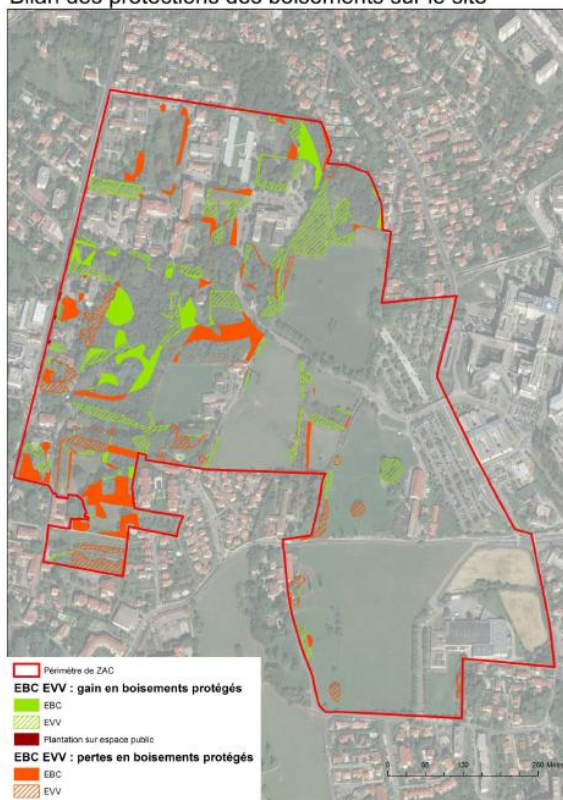 Bilan des protections des boisements sur le site
Périmètre de ZAC
EBC EVV : gain en boisements protégés
EBC
EVV
Plantation sur espace public
EBC EVV : pertes en boisements protégés
EBC
EVV
0 65 130 260 Mètres